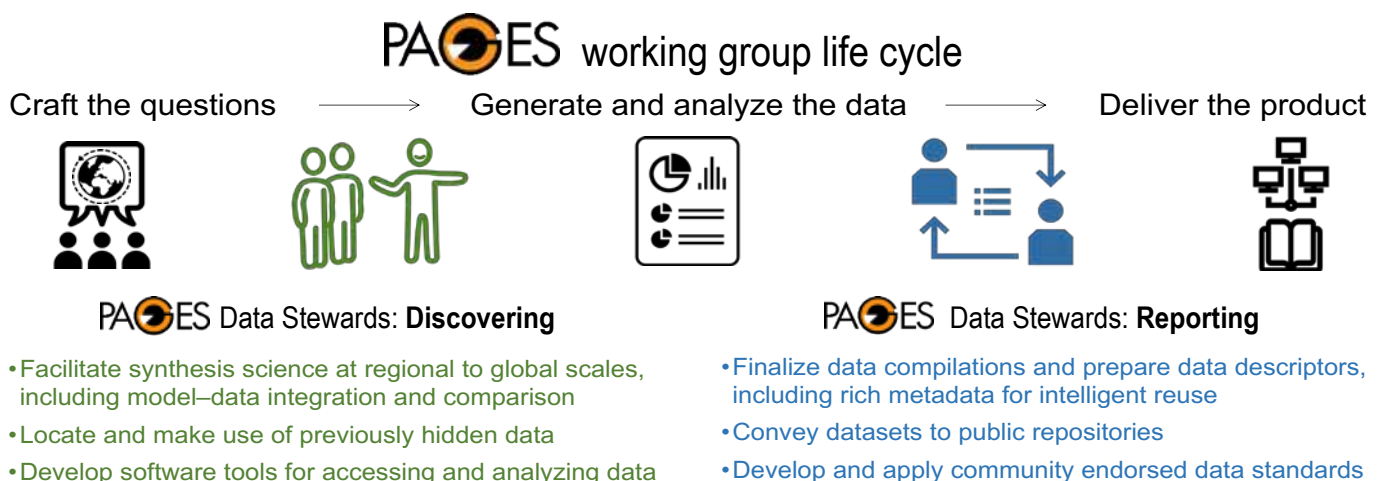 PAGES working group life cycle
Craft the questions → Generate and analyze the data → Deliver the product
PAGES Data Stewards: Discovering
PAGES Data Stewards: Reporting
•Facilitate synthesis science at regional to global scales,
including model–data integration and comparison
•Locate and make use of previously hidden data
•Develop software tools for accessing and analyzing data
•Finalize data compilations and prepare data descriptors,
including rich metadata for intelligent reuse
•Convey datasets to public repositories
•Develop and apply community endorsed data standards